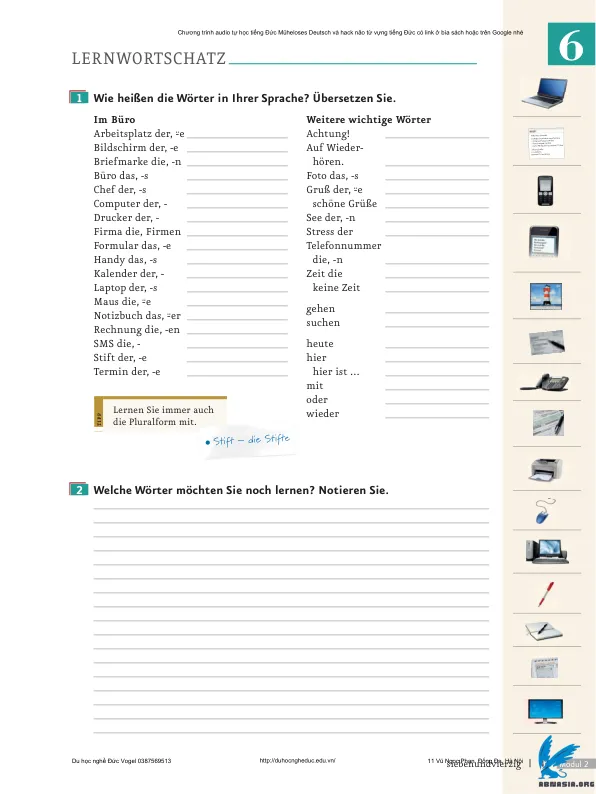 Chương trình audio tự học tiếng Đức Müheloses Deutsch và hack não từ vựng tiếng Đức có link ở bìa sách hoặc trên Google nhé
6
LERNWORTSCHATZ
1 Wie heißen die Wörter in Ihrer Sprache? Übersetzen Sie.
Im Büro
Arbeitsplatz der, ¨-e
Bildschirm der, -e
Briefmarke die, -n
Büro das, -s
Chef der, -s
Computer der, -
Drucker der, -
Firma die, Firmen
Formular das, -e
Handy das, -s
Kalender der, -
Laptop der, -s
Maus die, ¨-e
Notizbuch das, ¨-er
Rechnung die, -en
SMS die, -
Stift der, -e
Termin der, -e
Weitere wichtige Wörter
Achtung!
Auf Wieder-
hören.
Foto das, -s
Gruß der, ¨-e
schöne Grüße
See der, -n
Stress der
Telefonnummer
die, -n
Zeit die
keine Zeit
gehen
suchen
heute
hier
hier ist ...
mit
oder
wieder
TIPP
Lernen Sie immer auch
die Pluralform mit.
• Stift – die Stifte
2 Welche Wörter möchten Sie noch lernen? Notieren Sie.
Du học nghề Đức Vogel 0387569513
http://duhocngheduc.edu.vn/
11 Vũ Ngọc Phan, Đống Đa, Hà Nội
siebenundvierzig |
Modul 2
ABMASIA.ORG